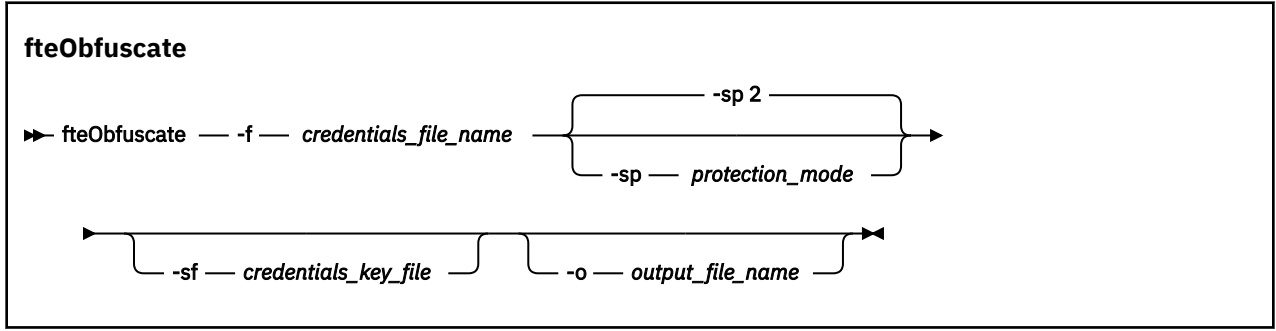 fteObfuscate
-sp 2
fteObfuscate -f credentials_file_name
-sp protection_mode
-sf credentials_key_file -o output_file_name